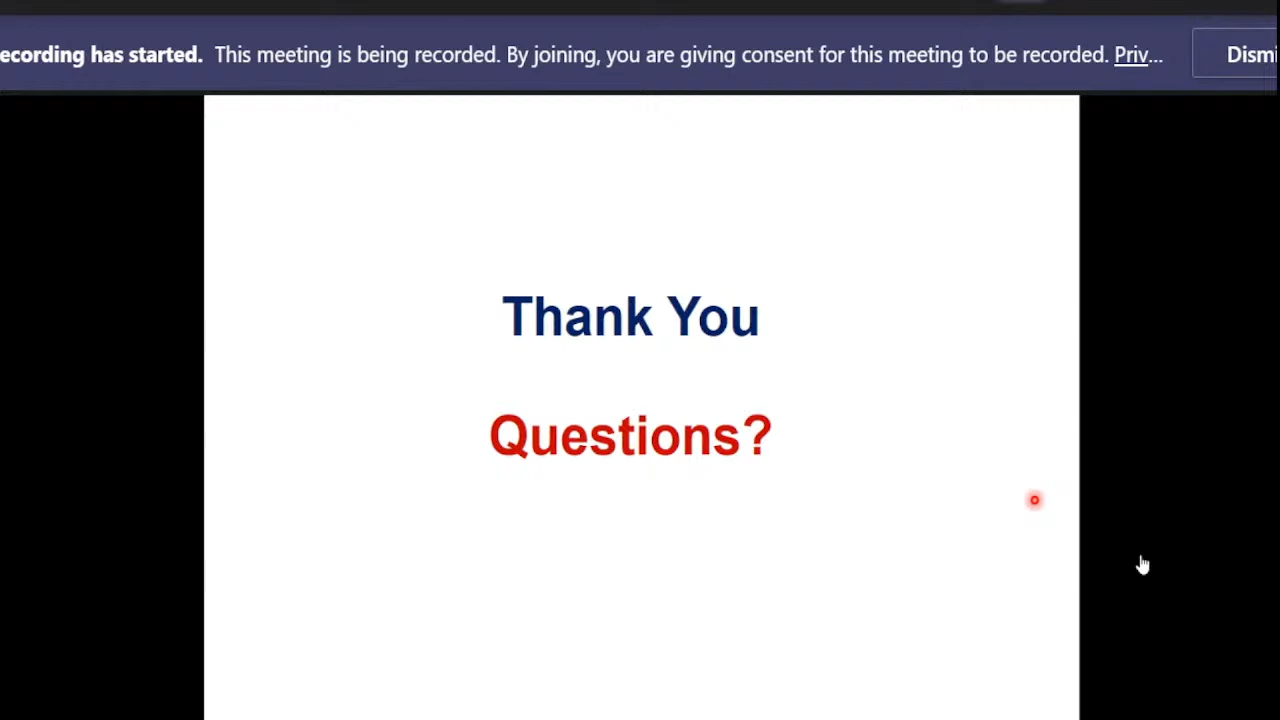 ecording has started. This meeting is being recorded. By joining, you are giving consent for this meeting to be recorded. Priv... Dismi
Thank You
Questions?